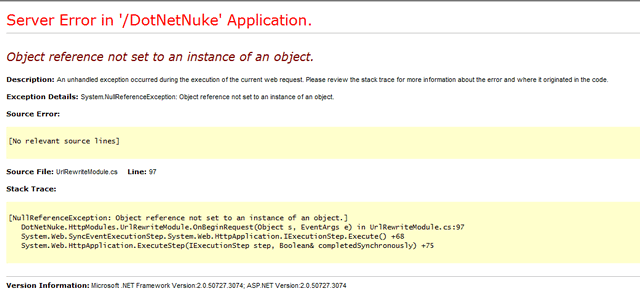 Server Error in '/DotNetNuke' Application.
Object reference not set to an instance of an object.
Description: An unhandled exception occurred during the execution of the current web request. Please review the stack trace for more information about the error and where it originated in the code.
Exception Details: System.NullReferenceException: Object reference not set to an instance of an object.
Source Error:
[No relevant source lines]
Source File: UrlRewriteModule.cs    Line: 97
Stack Trace:
[NullReferenceException: Object reference not set to an instance of an object.]
DotNetNuke.HttpModules.UrlRewriteModule.OnBeginRequest(Object s, EventArgs e) in UrlRewriteModule.cs:97
System.Web.SyncEventExecutionStep.System.Web.HttpApplication.IExecutionStep.Execute() +68
System.Web.HttpApplication.ExecuteStep(IExecutionStep step, Boolean& completedSynchronously) +75
Version Information: Microsoft .NET Framework Version:2.0.50727.3074; ASP.NET Version:2.0.50727.3074